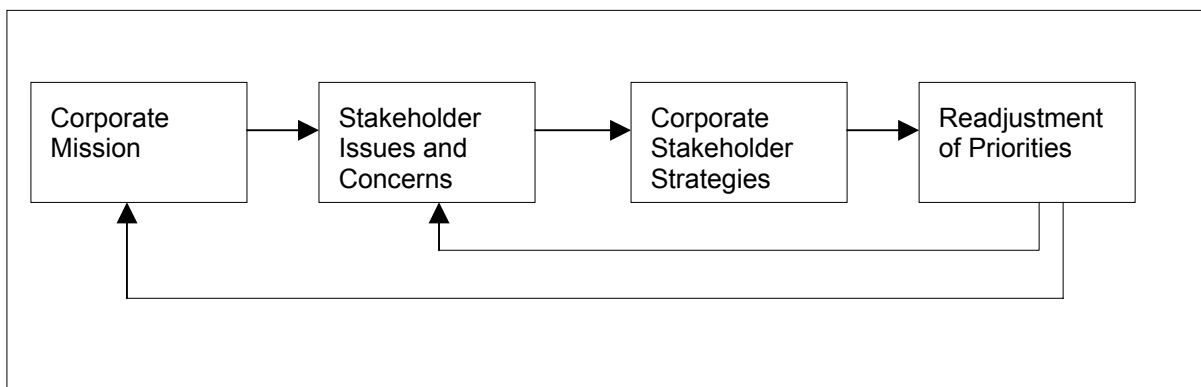 Corporate
Mission
Stakeholder
Issues and
Concerns
Corporate
Stakeholder
Strategies
Readjustment
of Priorities